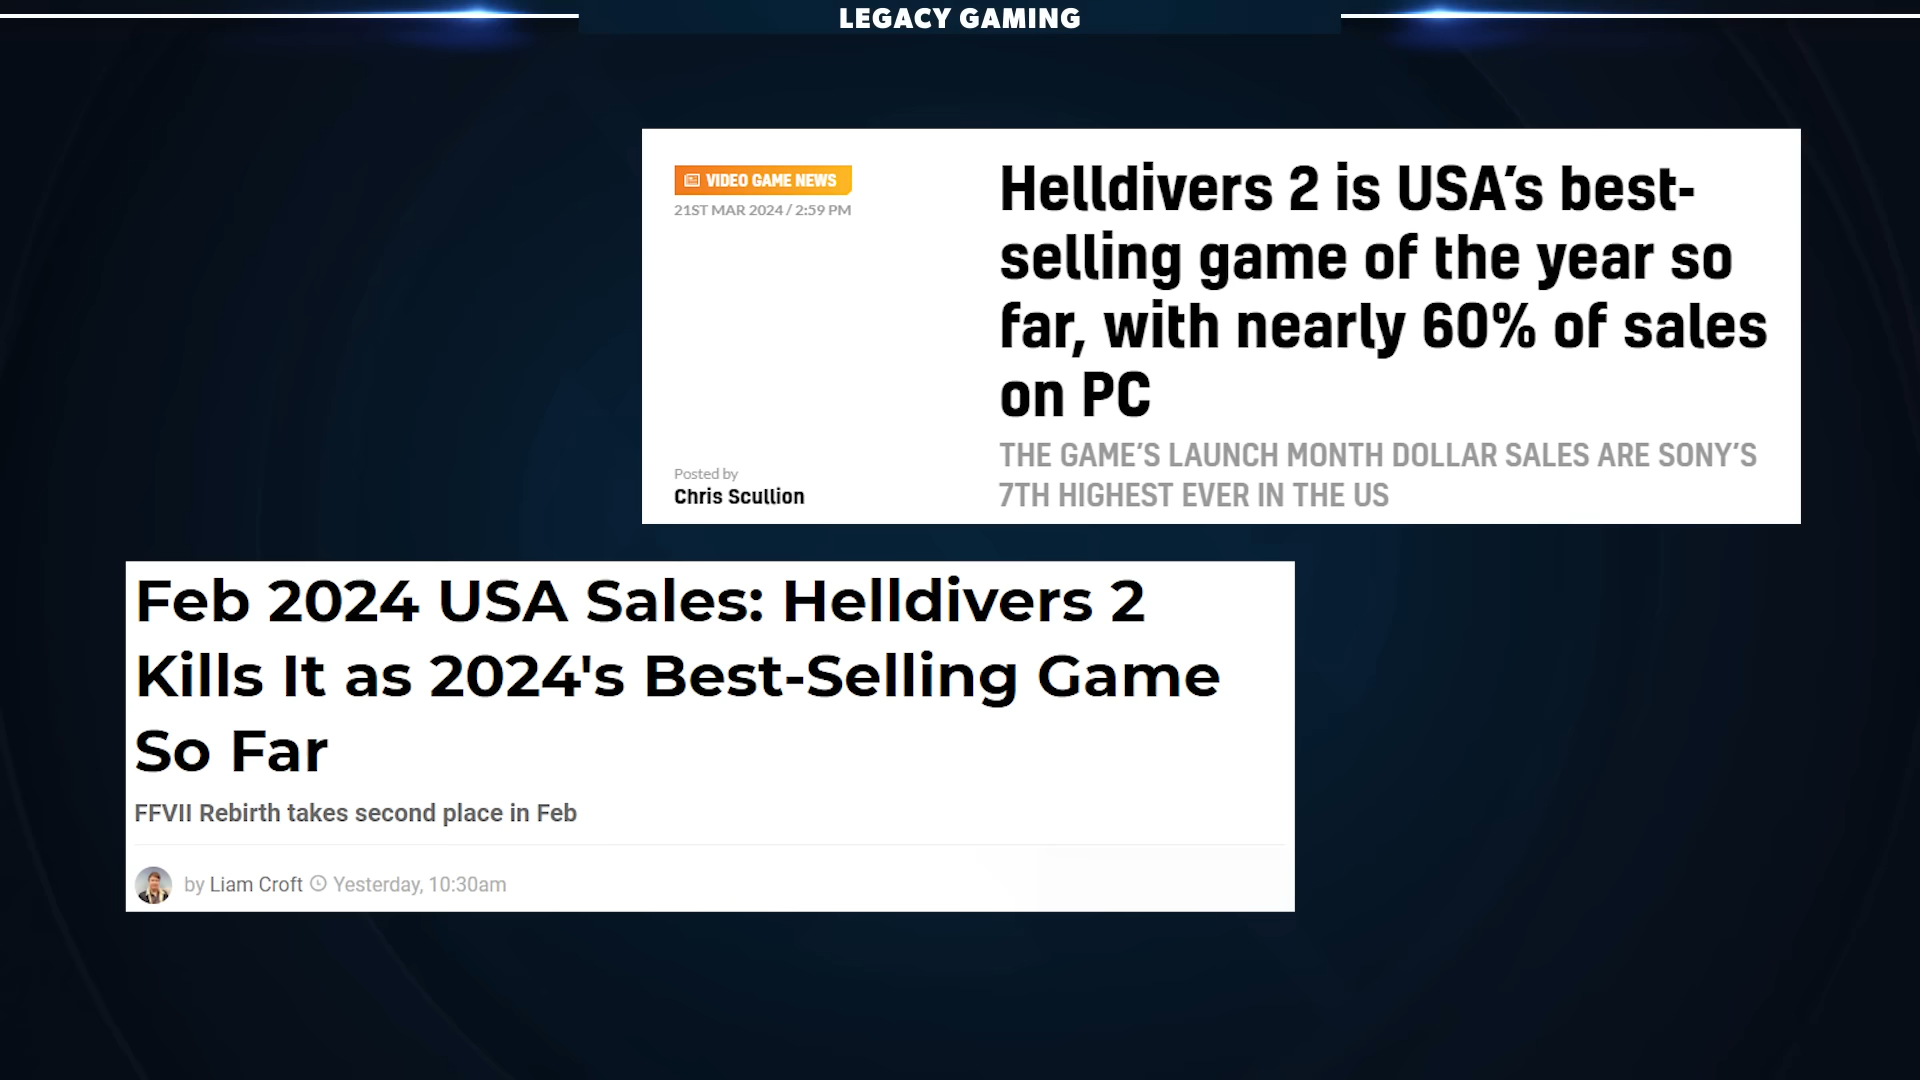 LEGACY GAMING
VIDEO GAME NEWS
21ST MAR 2024 / 2:59 PM
Helldivers 2 is USA’s best-
selling game of the year so
far, with nearly 60% of sales
on PC
THE GAME’S LAUNCH MONTH DOLLAR SALES ARE SONY’S
7TH HIGHEST EVER IN THE US
Posted by
Chris Scullion
Feb 2024 USA Sales: Helldivers 2
Kills It as 2024's Best-Selling Game
So Far
FFVII Rebirth takes second place in Feb
by Liam Croft Yesterday, 10:30am